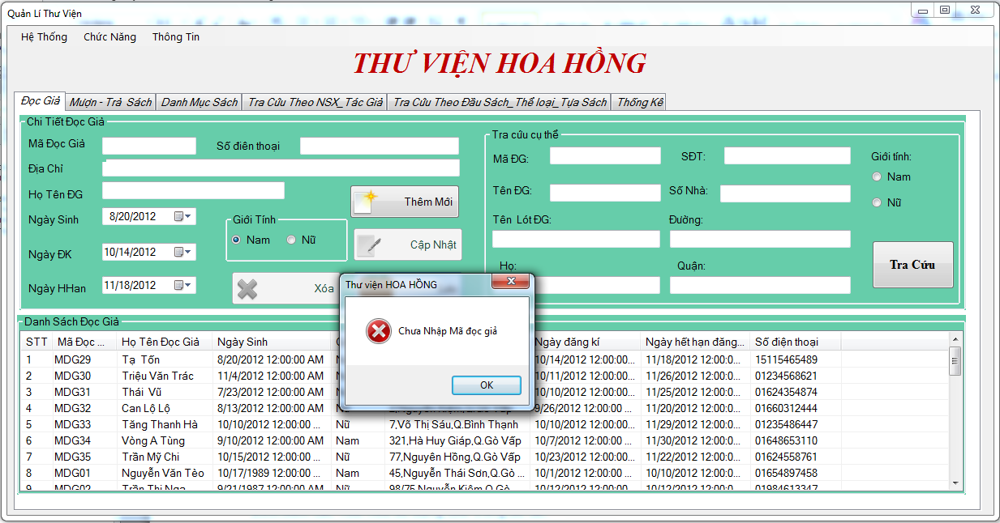 Quản Lí Thư Viện
Hệ Thống Chức Năng Thông Tin
THƯ VIỆN HOA HỒNG
Đọc Giả Mượn - Trả Sách Danh Mục Sách Tra Cứu Theo NSX_Tác Giả Tra Cứu Theo Đầu Sách_Thể loại_Tựa Sách Thống Kê
Chi Tiết Đọc Giả
Mã Đọc Giả Số điện thoại
Địa Chỉ
Họ Tên ĐG
Thêm Mới
Ngày Sinh 8/20/2012
Giới Tính
Nam Nữ
Cập Nhật
Ngày ĐK 10/14/2012
Ngày HHan 11/18/2012
Xóa
Tra cứu cụ thể
Mã ĐG: SĐT: Giới tính:
Nam
Tên ĐG: Số Nhà:
Nữ
Tên Lót ĐG: Đường:
Họ: Quận:
Tra Cứu
Thư viện HOA HỒNG
Chưa Nhập Mã đọc giả
OK
Danh Sách Đọc Giả
STT Mã Đọc ... Họ Tên Đọc Giả Ngày Sinh Ngày đăng kí Ngày hết hạn đăng... Số điện thoại
1 MDG29 Tạ Tốn 8/20/2012 12:00:00 AM 10/14/2012 12:00:00... 11/18/2012 12:00:0... 15115465489
2 MDG30 Triệu Văn Trác 11/4/2012 12:00:00 AM 10/11/2012 12:00:00... 11/26/2012 12:00:0... 01234568621
3 MDG31 Thái Vũ 7/23/2012 12:00:00 AM 10/10/2012 12:00:00... 11/25/2012 12:00:0... 01624354874
4 MDG32 Can Lộ Lộ 8/13/2012 12:00:00 AM 9/26/2012 12:00:00 ... 11/20/2012 12:00:0... 01660312444
5 MDG33 Tăng Thanh Hà 10/10/2012 12:00:00 ... Nữ 7,Võ Thị Sáu,Q.Bình Thạnh 10/10/2012 12:00:00... 11/29/2012 12:00:0... 01235486447
6 MDG34 Vòng A Tùng 9/10/2012 12:00:00 AM Nam 321,Hà Huy Giáp,Q.Gò Vấp 10/7/2012 12:00:00 ... 11/30/2012 12:00:0... 01648653110
7 MDG35 Trần Mỹ Chi 10/15/2012 12:00:00 ... Nữ 77,Nguyên Hồng,Q.Gò Vấp 10/23/2012 12:00:00... 11/22/2012 12:00:0... 01624558761
8 MDG01 Nguyễn Văn Tèo 10/17/1989 12:00:00 ... Nam 45,Nguyễn Thái Sơn,Q.Gò ... 10/1/2012 12:00:00 ... 10/10/2012 12:00:0... 01654897458
9 MDG02 Trần Thị Nga 9/21/1987 12:00:00 AM Nữ 98/75,Nguyễn Kiệm,Q.Gò ... 10/12/2012 12:00:00... 10/12/2012 12:00:0... 01984613347